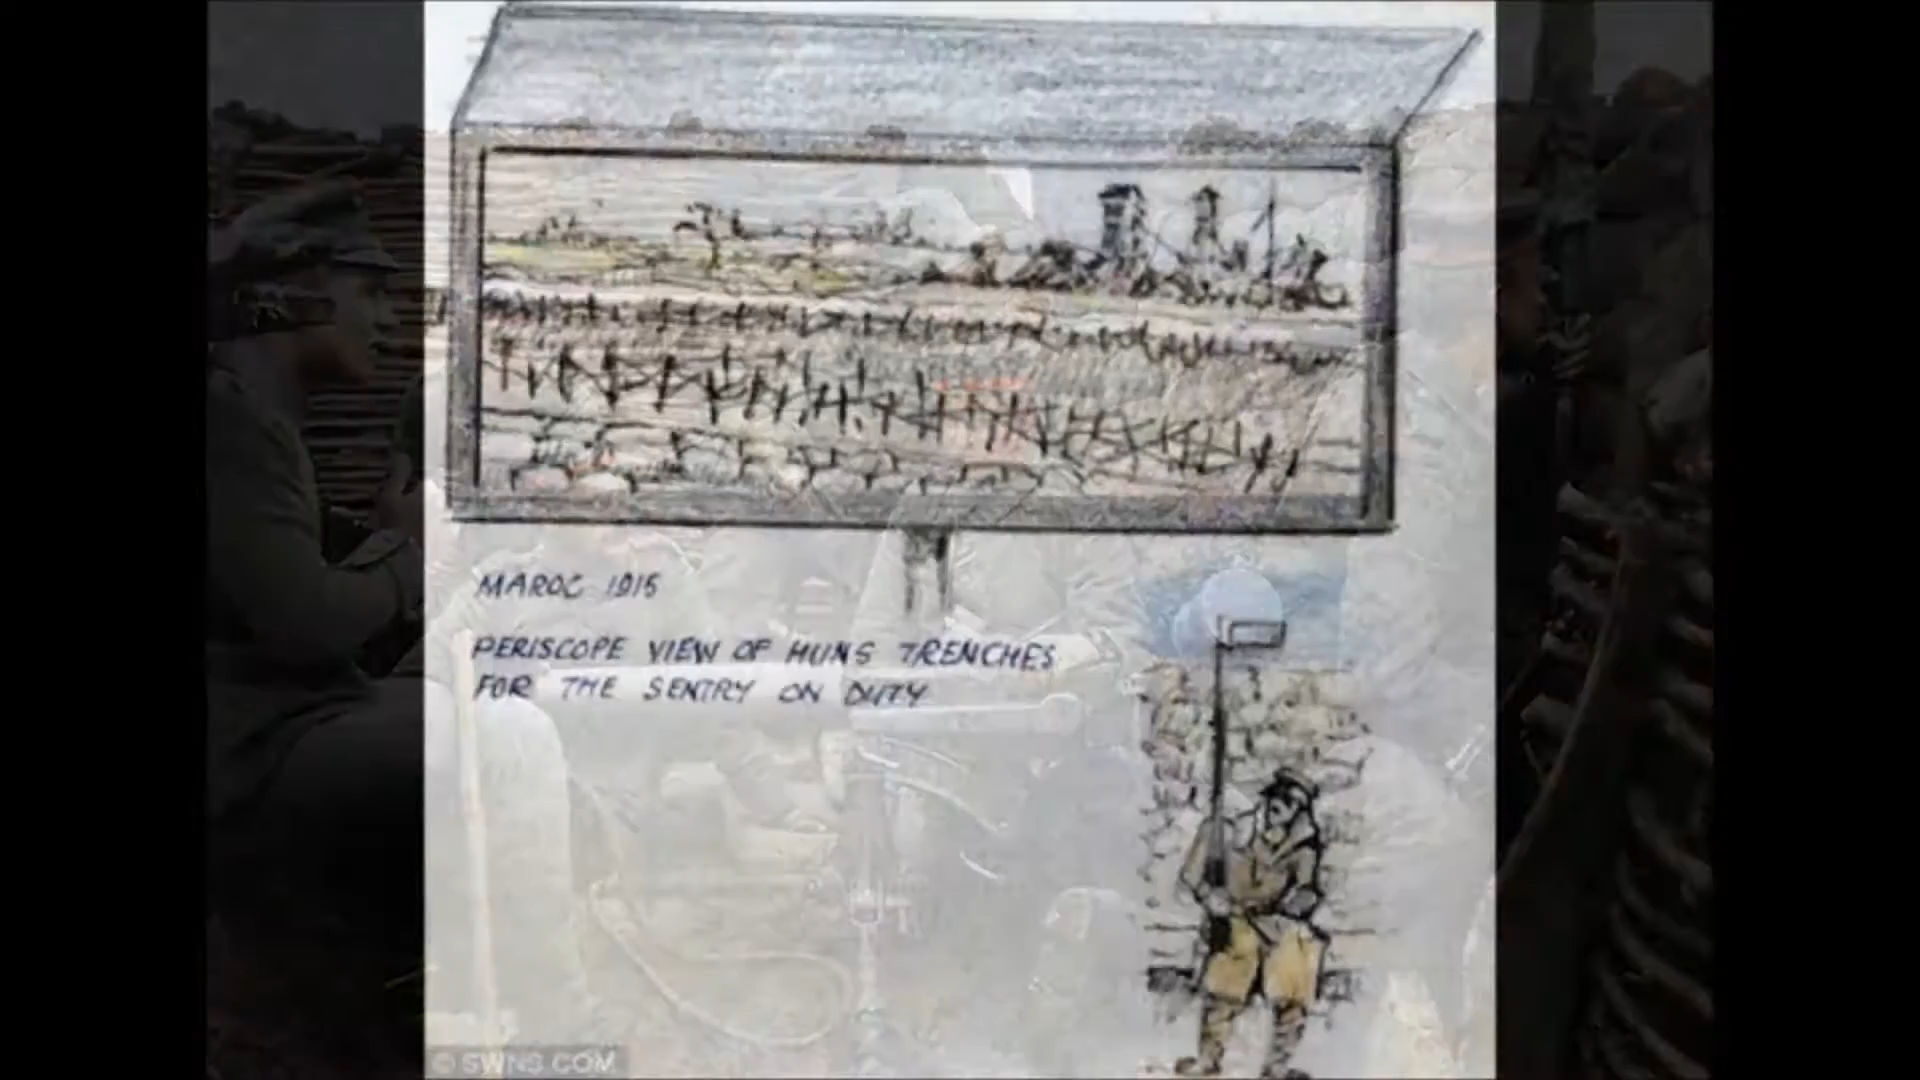 MAROC 1915
PERISCOPE VIEW OF HUNS TRENCHES
FOR THE SENTRY ON DUTY
© SWNS.COM